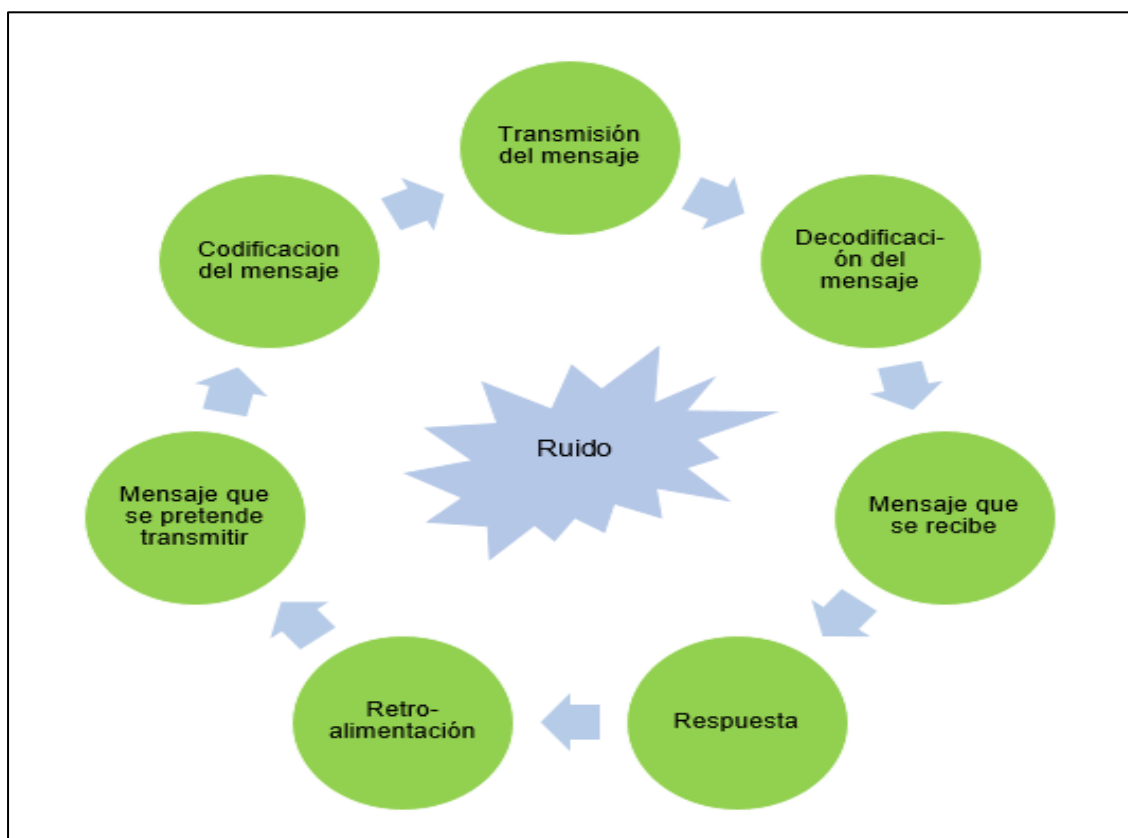 Transmisión
del mensaje
Codificacion
del mensaje
Decodificaci-
ón del
mensaje
Ruido
Mensaje que
se pretende
transmitir
Mensaje que
se recibe
Retro-
alimentación
Respuesta